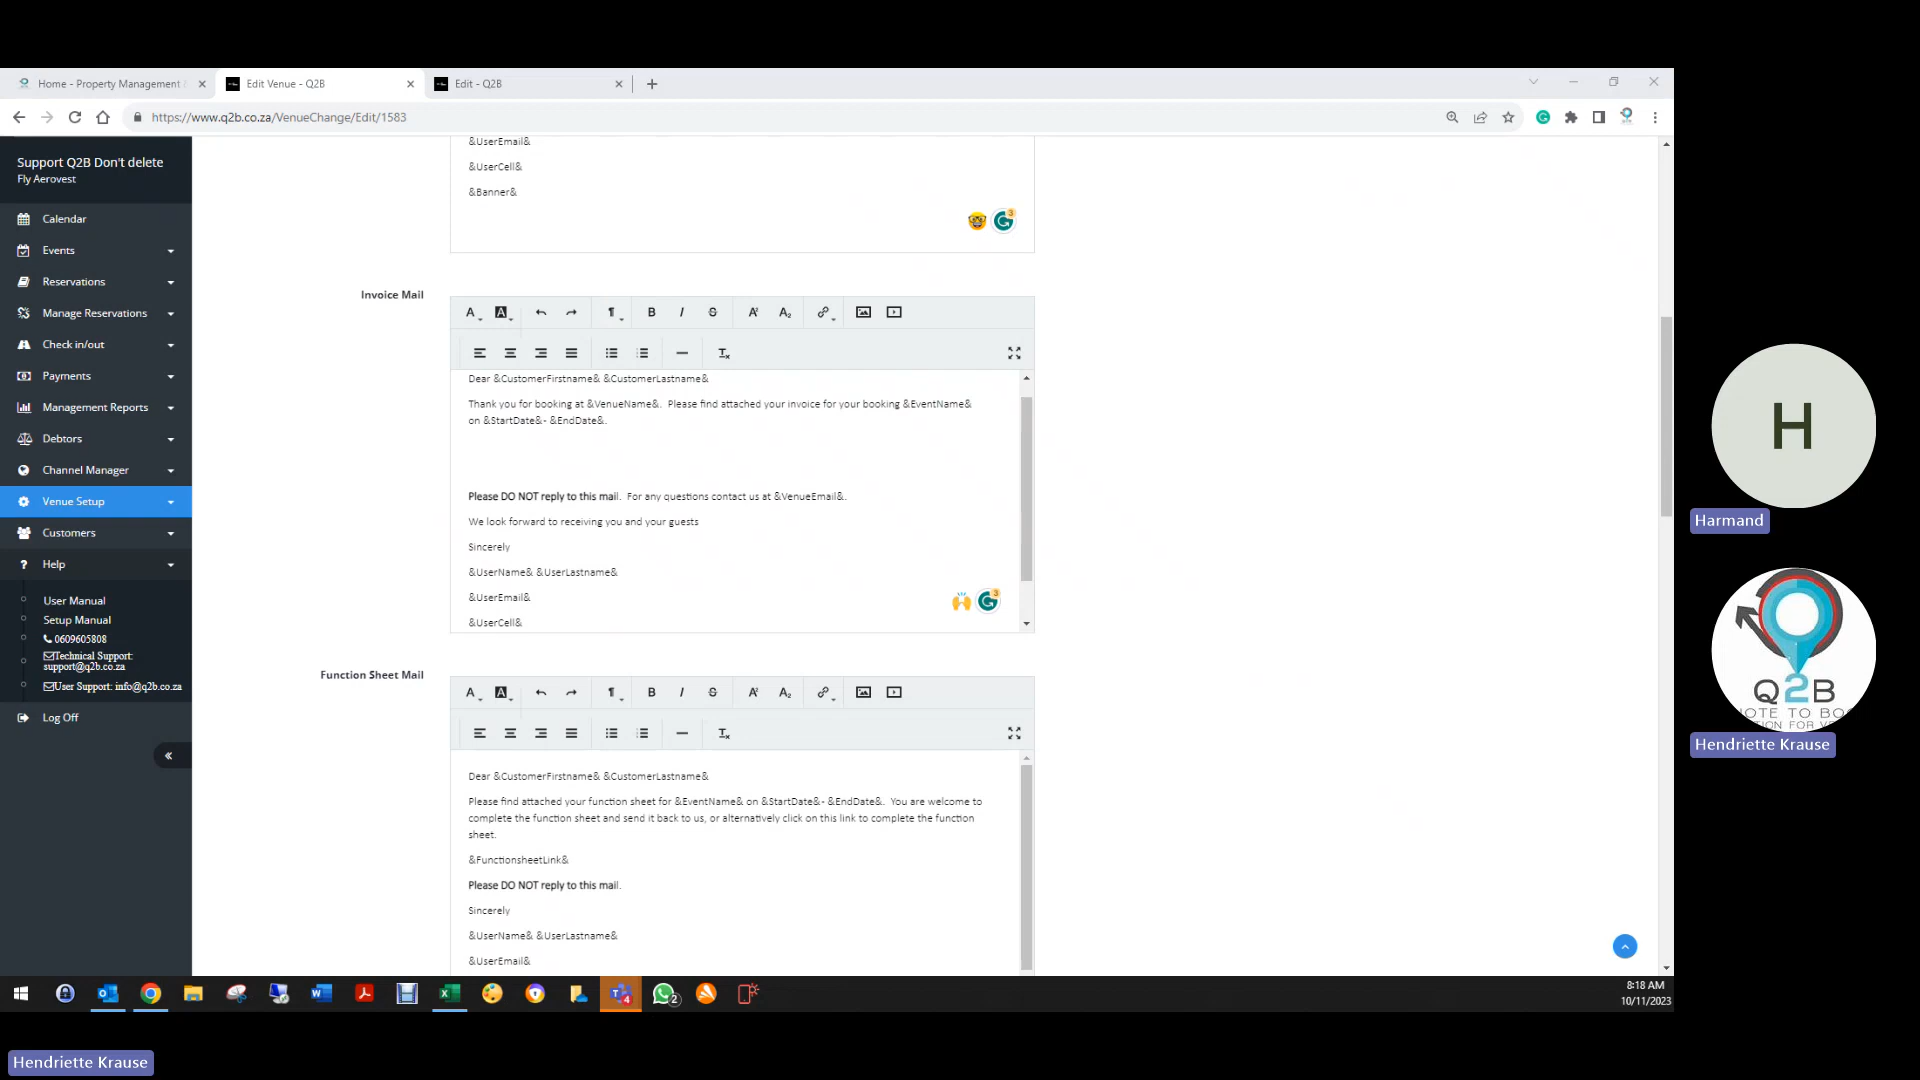 Home - Property Management
Edit Venue - Q2B
Edit - Q2B
https://www.q2b.co.za/VenueChange/Edit/1583
Support Q2B Don't delete
Fly Aerovest
Calendar
Events
Reservations
Manage Reservations
Check in/out
Payments
Management Reports
Debtors
Channel Manager
Venue Setup
Customers
Help
User Manual
Setup Manual
0609605808
Technical Support:
support@q2b.co.za
User Support: info@q2b.co.za
Log Off
&UserEmail&
&UserCell&
&Banner&
3
Invoice Mail
Dear &CustomerFirstname& &CustomerLastname&
Thank you for booking at &VenueName&. Please find attached your invoice for your booking &EventName&
on &StartDate&- &EndDate&.
Please DO NOT reply to this mail. For any questions contact us at &VenueEmail&.
We look forward to receiving you and your guests
Sincerely
&UserName& &UserLastname&
&UserEmail&
&UserCell&
3
Function Sheet Mail
Dear &CustomerFirstname& &CustomerLastname&
Please find attached your function sheet for &EventName& on &StartDate&- &EndDate&. You are welcome to
complete the function sheet and send it back to us, or alternatively click on this link to complete the function
sheet.
&FunctionsheetLink&
Please DO NOT reply to this mail.
Sincerely
&UserName& &UserLastname&
&UserEmail&
8:18 AM
10/11/2023
H
Harmand
Q2B
OTE TO BO
TION FOR V
Hendriette Krause
Hendriette Krause